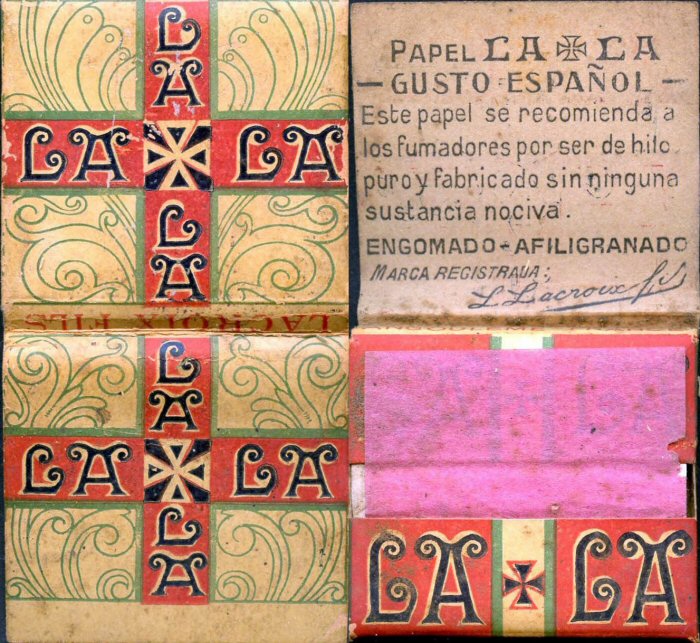 LA
LA LA
LA
LACROIX FILS
LA
LA LA
LA
PAPEL LA LA
GUSTO ESPAÑOL
Este papel se recomienda a
los fumadores por ser de hilo
puro y fabricado sin ninguna
sustancia nociva.
ENGOMADO-AFILIGRANADO
MARCA REGISTRADA:
L. Lacroix fils
LA LA
LA LA